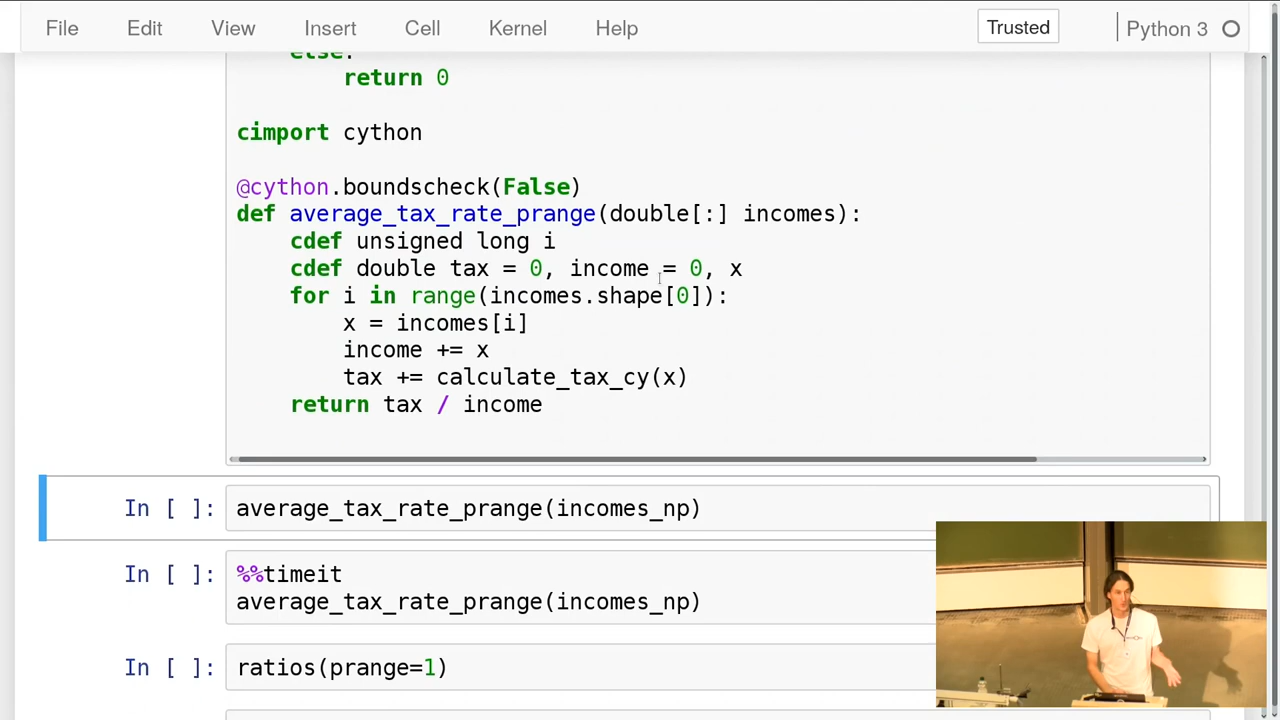 File Edit View Insert Cell Kernel Help Trusted Python 3
else:
return 0
cimport cython
@cython.boundscheck(False)
def average_tax_rate_prange(double[:] incomes):
cdef unsigned long i
cdef double tax = 0, income = 0, x
for i in range(incomes.shape[0]):
x = incomes[i]
income += x
tax += calculate_tax_cy(x)
return tax / income
In [ ]: average_tax_rate_prange(incomes_np)
In [ ]: %%timeit
average_tax_rate_prange(incomes_np)
In [ ]: ratios(prange=1)